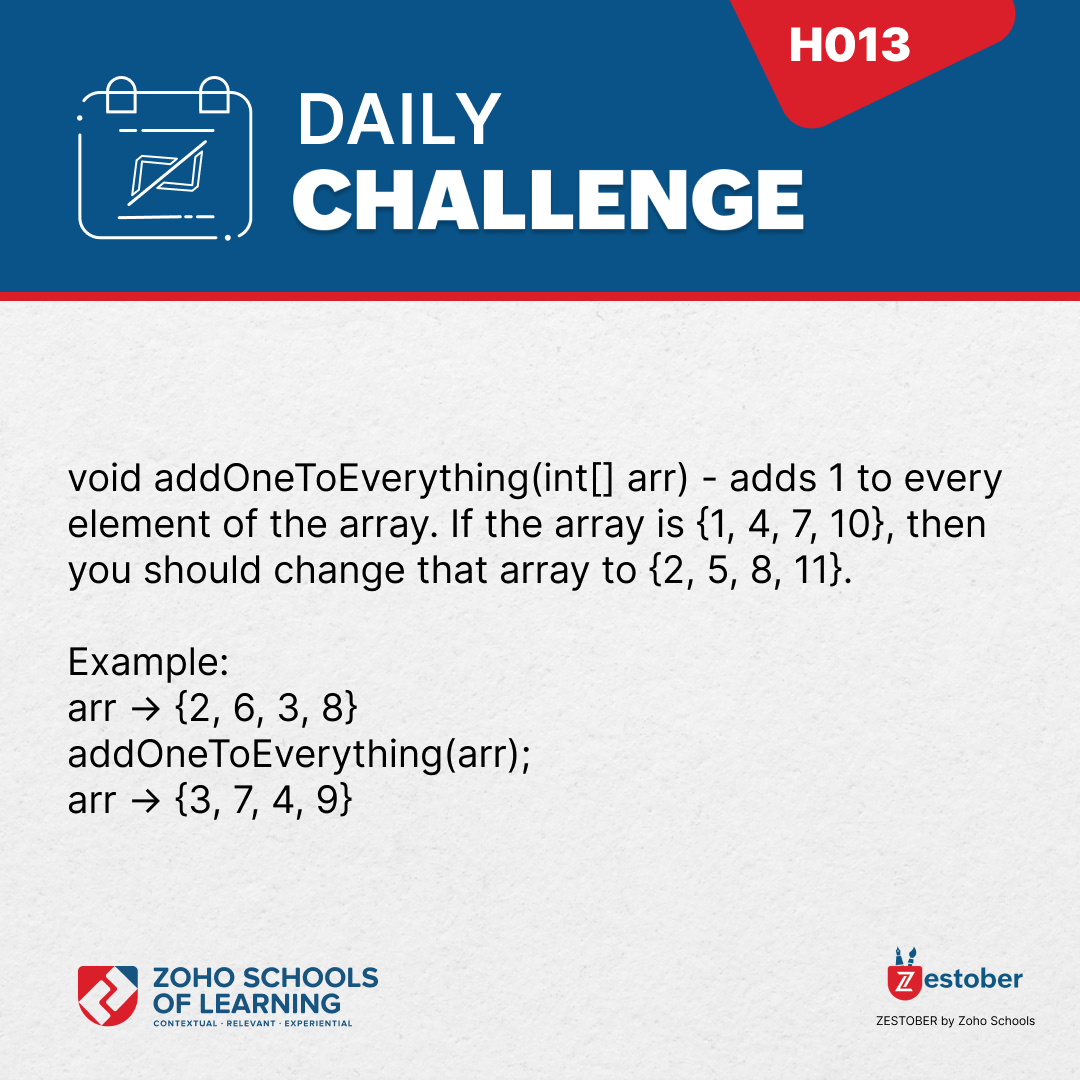 H013
DAILY
CHALLENGE
void addOneToEverything(int[] arr) - adds 1 to every
element of the array. If the array is {1, 4, 7, 10}, then
you should change that array to {2, 5, 8, 11}.
Example:
arr → {2, 6, 3, 8}
addOneToEverything(arr);
arr → {3, 7, 4, 9}
ZOHO SCHOOLS
OF LEARNING
CONTEXTUAL · RELEVANT · EXPERIENTIAL
Zestober
ZESTOBER by Zoho Schools